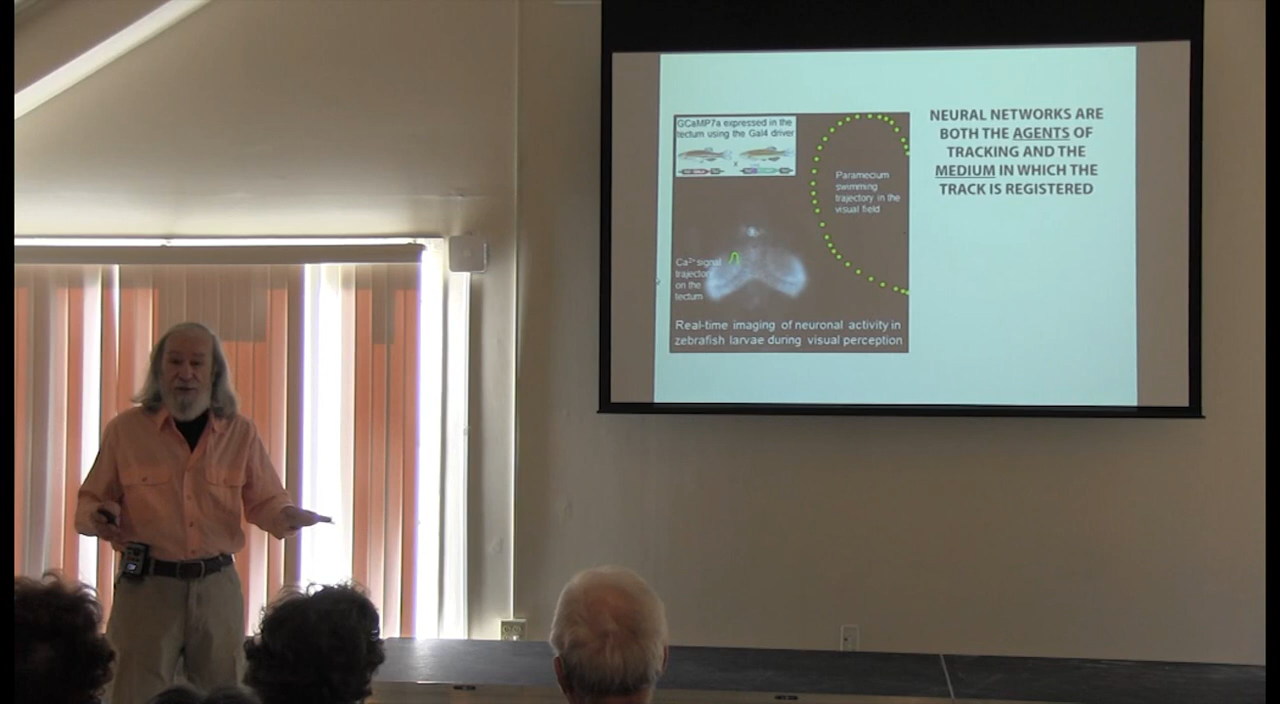 GCaMP7a expressed in the
tectum using the Gal4 driver
Paramecium
swimming
trajectory in the
visual field
Ca²⁺ signal
trajectory
on the
tectum
Real-time imaging of neuronal activity in
zebrafish larvae during visual perception
NEURAL NETWORKS ARE
BOTH THE AGENTS OF
TRACKING AND THE
MEDIUM IN WHICH THE
TRACK IS REGISTERED